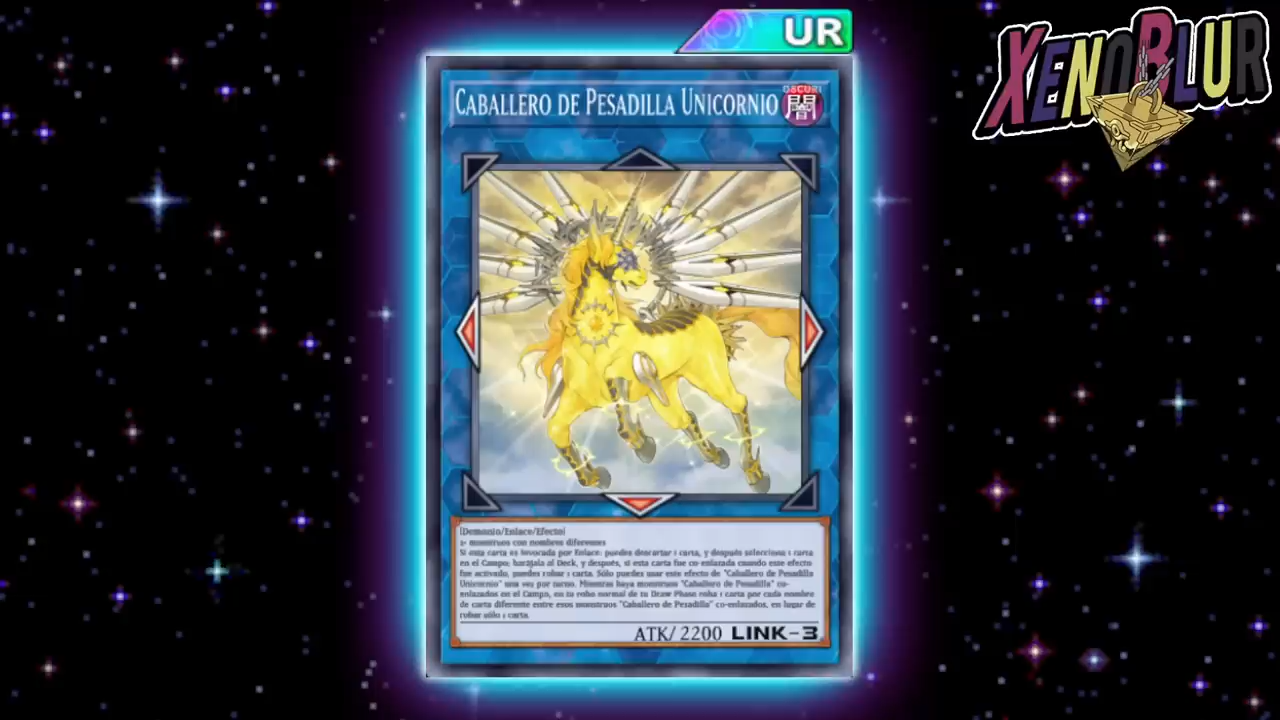 UR
XENOBLUR
CABALLERO DE PESADILLA UNICORNIO
OSCURI
闇
[Demonio/Enlace/Efecto]
2+ monstruos con nombres diferentes
Si esta carta es Invocada por Enlace: puedes descartar 1 carta, y después selecciona 1 carta
en el Campo; barájala al Deck, y después, si esta carta fue co-enlazada cuando este efecto
fue activado, puedes robar 1 carta. Sólo puedes usar este efecto de "Caballero de Pesadilla
Unicornio" una vez por turno. Mientras haya monstruos "Caballero de Pesadilla" co-
enlazados en el Campo, en tu robo normal de tu Draw Phase roba 1 carta por cada nombre
de carta diferente entre esos monstruos "Caballero de Pesadilla" co-enlazados, en lugar de
robar sólo 1 carta.
ATK/ 2200 LINK-3